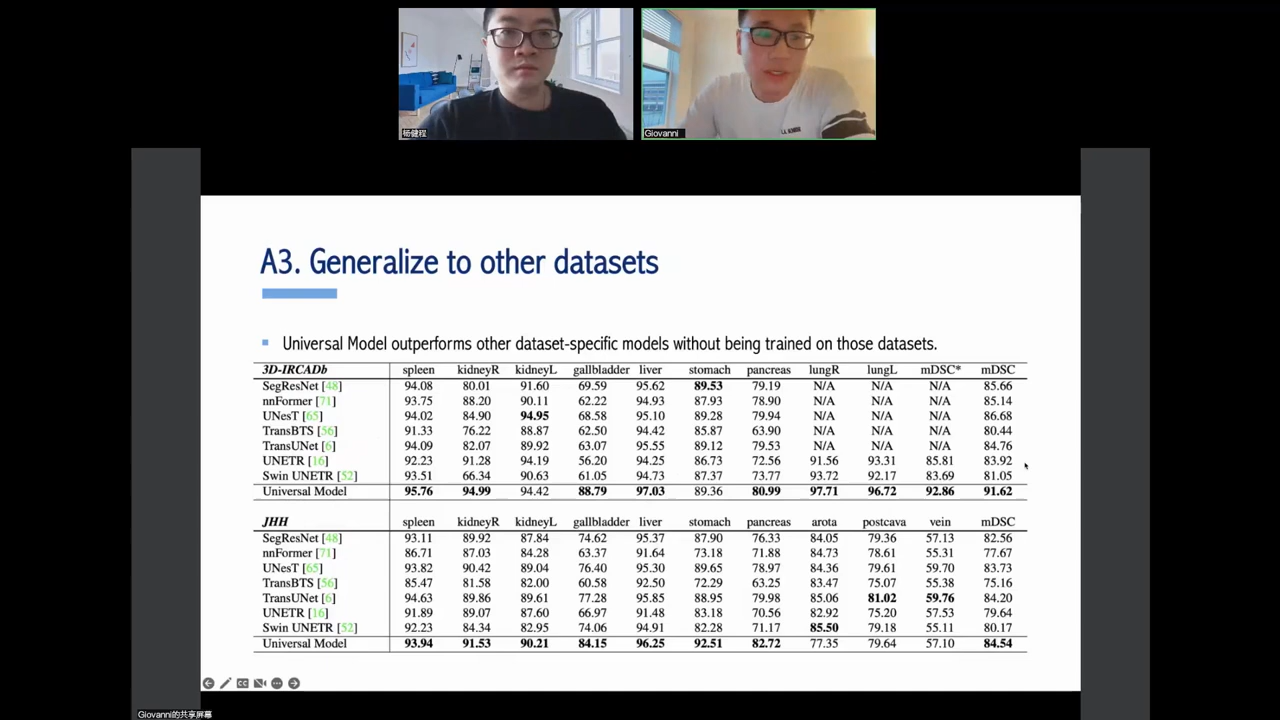 杨健程
Giovanni
A3. Generalize to other datasets
Universal Model outperforms other dataset-specific models without being trained on those datasets.
3D-IRCADb spleen kidneyR kidneyL gallbladder liver stomach pancreas lungR lungL mDSC* mDSC
SegResNet [48] 94.08 80.01 91.60 69.59 95.62 89.53 79.19 N/A N/A N/A 85.66
nnFormer [71] 93.75 88.20 90.11 62.22 94.93 87.93 78.90 N/A N/A N/A 85.14
UNesT [65] 94.02 84.90 94.95 68.58 95.10 89.28 79.94 N/A N/A N/A 86.68
TransBTS [56] 91.33 76.22 88.87 62.50 94.42 85.87 63.90 N/A N/A N/A 80.44
TransUNet [6] 94.09 82.07 89.92 63.07 95.55 89.12 79.53 N/A N/A N/A 84.76
UNETR [16] 92.23 91.28 94.19 56.20 94.25 86.73 72.56 91.56 93.31 85.81 83.92
Swin UNETR [52] 93.51 66.34 90.63 61.05 94.73 87.37 73.77 93.72 92.17 83.69 81.05
Universal Model 95.76 94.99 94.42 88.79 97.03 89.36 80.99 97.71 96.72 92.86 91.62
JHH spleen kidneyR kidneyL gallbladder liver stomach pancreas arota postcava vein mDSC
SegResNet [48] 93.11 89.92 87.84 74.62 95.37 87.90 76.33 84.05 79.36 57.13 82.56
nnFormer [71] 86.71 87.03 84.28 63.37 91.64 73.18 71.88 84.73 78.61 55.31 77.67
UNesT [65] 93.82 90.42 89.04 76.40 95.30 89.65 78.97 84.36 79.61 59.70 83.73
TransBTS [56] 85.47 81.58 82.00 60.58 92.50 72.29 63.25 83.47 75.07 55.38 75.16
TransUNet [6] 94.63 89.86 89.61 77.28 95.85 88.95 79.98 85.06 81.02 59.76 84.20
UNETR [16] 91.89 89.07 87.60 66.97 91.48 83.18 70.56 82.92 75.20 57.53 79.64
Swin UNETR [52] 92.23 84.34 82.95 74.06 94.91 82.28 71.17 85.50 79.18 55.11 80.17
Universal Model 93.94 91.53 90.21 84.15 96.25 92.51 82.72 77.35 79.64 57.10 84.54
Giovanni的共享屏幕